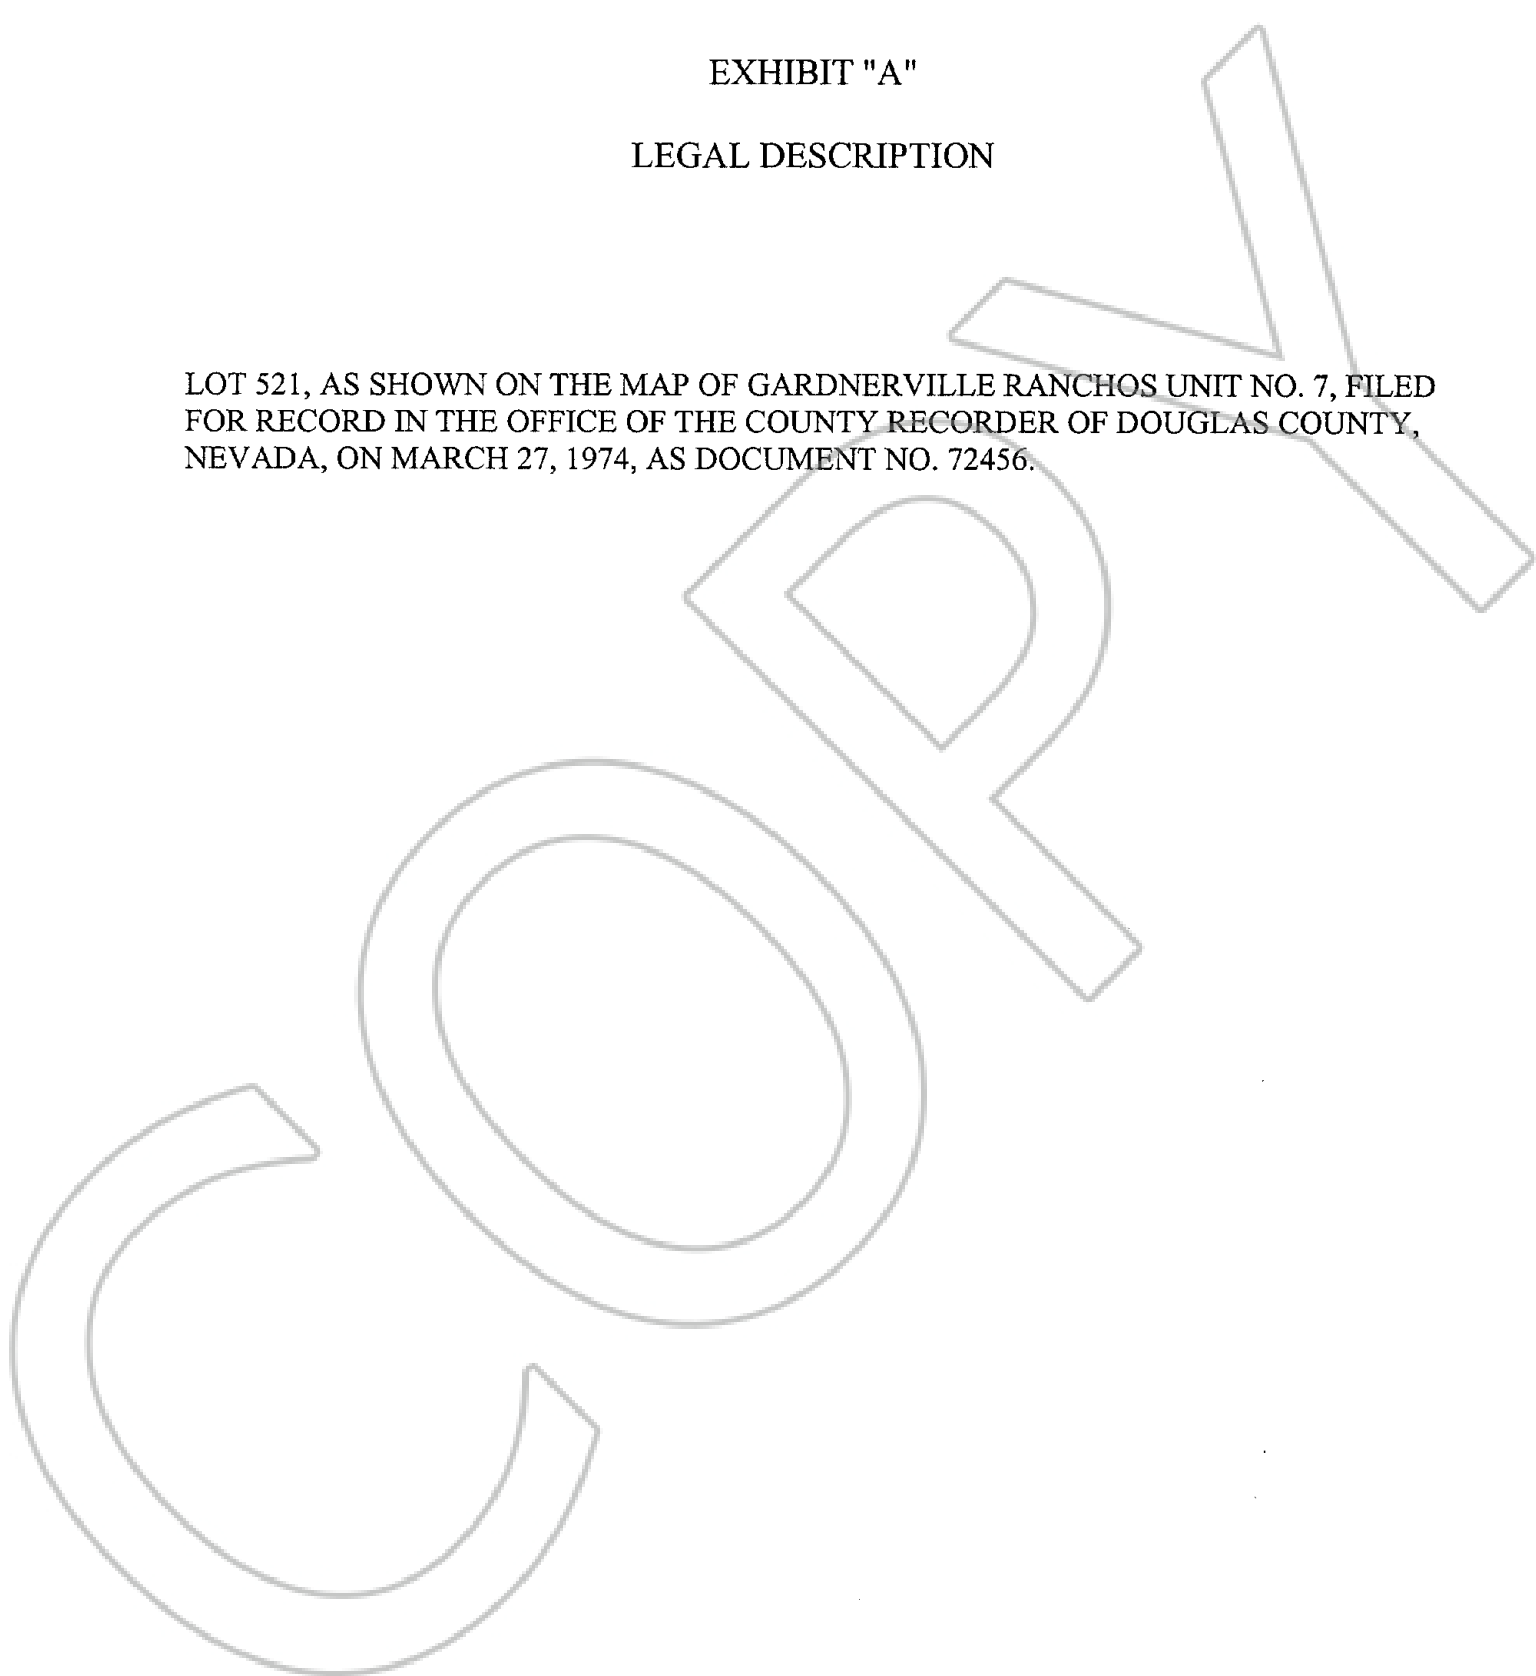 EXHIBIT "A"
LEGAL DESCRIPTION
LOT 521, AS SHOWN ON THE MAP OF GARDNERVILLE RANCHOS UNIT NO. 7, FILED
FOR RECORD IN THE OFFICE OF THE COUNTY RECORDER OF DOUGLAS COUNTY,
NEVADA, ON MARCH 27, 1974, AS DOCUMENT NO. 72456.
COPY